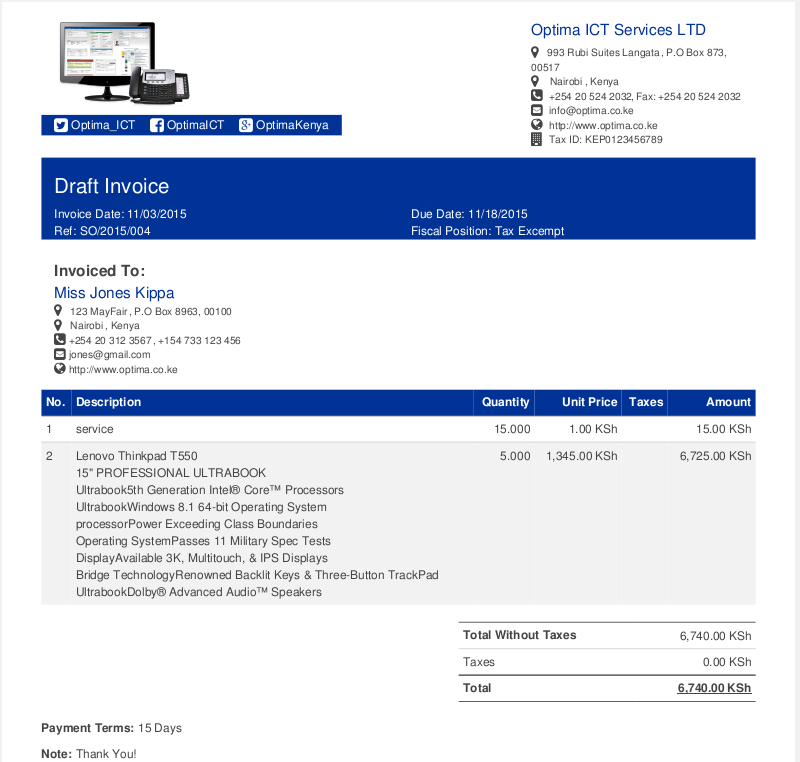 Optima ICT Services LTD
993 Rubi Suites Langata, P.O Box 873,
00517
Nairobi , Kenya
+254 20 524 2032, Fax: +254 20 524 2032
info@optima.co.ke
http://www.optima.co.ke
Tax ID: KEP0123456789
Optima_ICT OptimaICT OptimaKenya
Draft Invoice
Invoice Date: 11/03/2015 Due Date: 11/18/2015
Ref: SO/2015/004 Fiscal Position: Tax Excempt
Invoiced To:
Miss Jones Kippa
123 MayFair, P.O Box 8963, 00100
Nairobi , Kenya
+254 20 312 3567, +154 733 123 456
jones@gmail.com
http://www.optima.co.ke
No. Description Quantity Unit Price Taxes Amount
1 service 15.000 1.00 KSh 15.00 KSh
2 Lenovo Thinkpad T550 5.000 1,345.00 KSh 6,725.00 KSh
15" PROFESSIONAL ULTRABOOK
Ultrabook5th Generation Intel® Core™ Processors
UltrabookWindows 8.1 64-bit Operating System
processorPower Exceeding Class Boundaries
Operating SystemPasses 11 Military Spec Tests
DisplayAvailable 3K, Multitouch, & IPS Displays
Bridge TechnologyRenowned Backlit Keys & Three-Button TrackPad
UltrabookDolby® Advanced Audio™ Speakers
Total Without Taxes 6,740.00 KSh
Taxes 0.00 KSh
Total 6,740.00 KSh
Payment Terms: 15 Days
Note: Thank You!